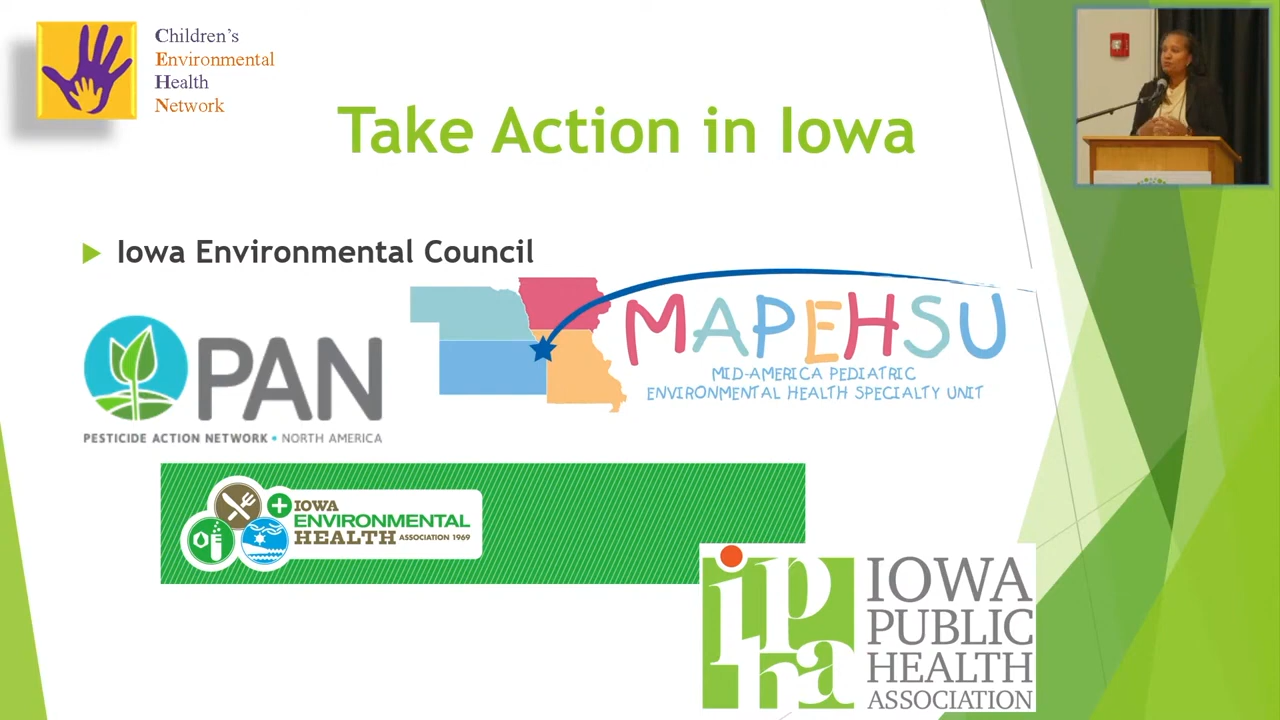 Children's
Environmental
Health
Network
Take Action in Iowa
Iowa Environmental Council
MAPEHSU
MID-AMERICA PEDIATRIC
ENVIRONMENTAL HEALTH SPECIALTY UNIT
PAN
PESTICIDE ACTION NETWORK • NORTH AMERICA
IOWA
ENVIRONMENTAL
HEALTH ASSOCIATION 1969
ipha
IOWA
PUBLIC
HEALTH
ASSOCIATION